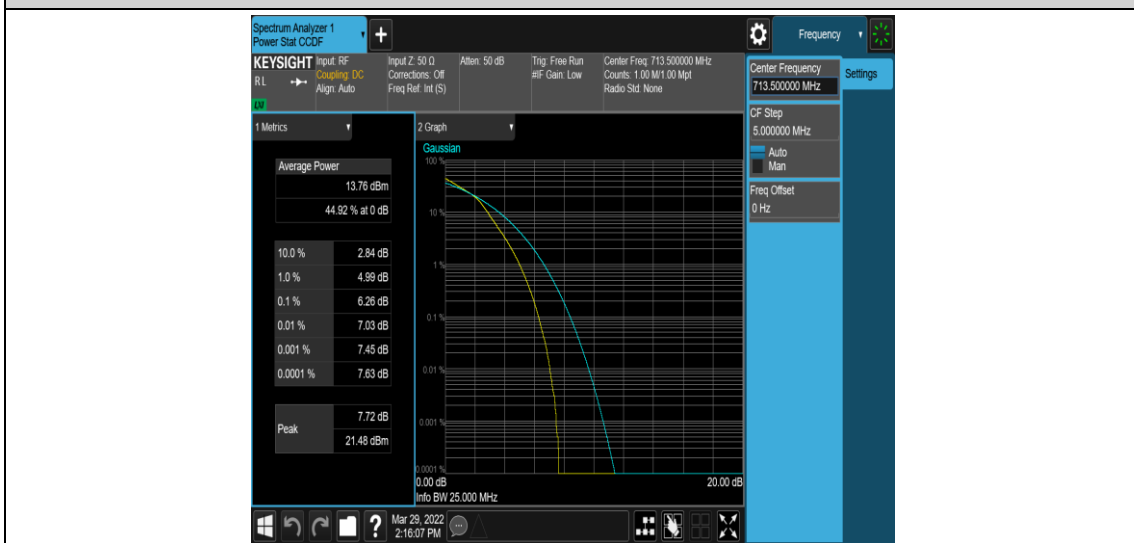 Spectrum Analyzer 1
Power Stat CCDF
Frequency
KEYSIGHT
RL
Input: RF
Coupling: DC
Align: Auto
Input Z: 50 Ω
Corrections: Off
Freq Ref: Int (S)
Atten: 50 dB
Trig: Free Run
#IF Gain: Low
Center Freq: 713.500000 MHz
Counts: 1.00 M/1.00 Mpt
Radio Std: None
Center Frequency
713.500000 MHz
Settings
CF Step
5.000000 MHz
Auto
Man
Freq Offset
0 Hz
1 Metrics
Average Power
13.76 dBm
44.92 % at 0 dB
10.0 % 2.84 dB
1.0 % 4.99 dB
0.1 % 6.26 dB
0.01 % 7.03 dB
0.001 % 7.45 dB
0.0001 % 7.63 dB
Peak
7.72 dB
21.48 dBm
2 Graph
Gaussian
100 %
10 %
1 %
0.1 %
0.01 %
0.001 %
0.0001 %
0.00 dB 20.00 dB
Info BW 25.000 MHz
?
Mar 29, 2022
2:16:07 PM